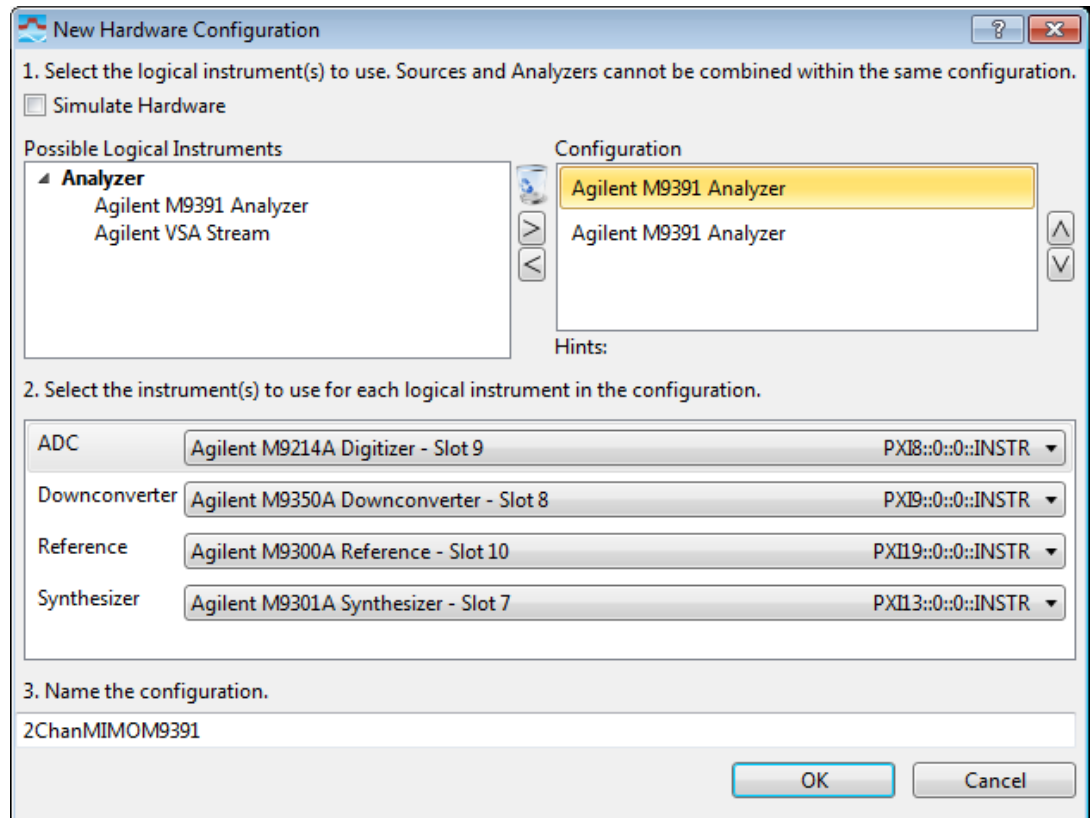 New Hardware Configuration
1. Select the logical instrument(s) to use. Sources and Analyzers cannot be combined within the same configuration.
Simulate Hardware
Possible Logical Instruments
Analyzer
Agilent M9391 Analyzer
Agilent VSA Stream
>
<
Configuration
Agilent M9391 Analyzer
Agilent M9391 Analyzer
Hints:
2. Select the instrument(s) to use for each logical instrument in the configuration.
ADC Agilent M9214A Digitizer - Slot 9 PXI8::0::0::INSTR
Downconverter Agilent M9350A Downconverter - Slot 8 PXI9::0::0::INSTR
Reference Agilent M9300A Reference - Slot 10 PXI19::0::0::INSTR
Synthesizer Agilent M9301A Synthesizer - Slot 7 PXI13::0::0::INSTR
3. Name the configuration.
2ChanMIMOM9391
OK Cancel